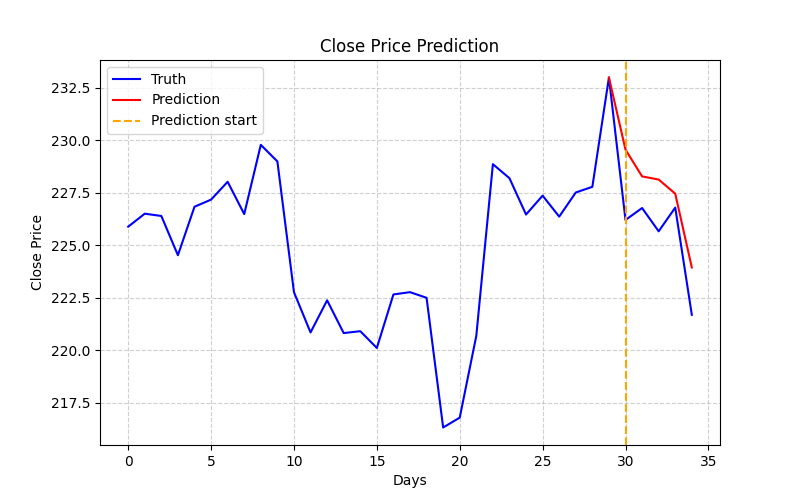 Close Price Prediction
Truth
Prediction
Prediction start
232.5
230.0
227.5
225.0
222.5
220.0
217.5
Close Price
0 5 10 15 20 25 30 35
Days